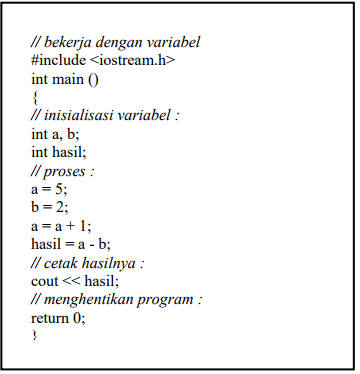 // bekerja dengan variabel
#include <iostream.h>
int main ()
{
// inisialisasi variabel :
int a, b;
int hasil;
// proses :
a = 5;
b = 2;
a = a + 1;
hasil = a - b;
// cetak hasilnya :
cout << hasil;
// menghentikan program :
return 0;
}